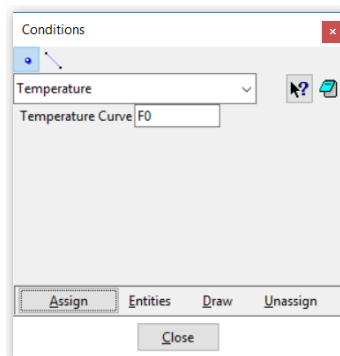 Conditions
Temperature
Temperature Curve F0
Assign Entities Draw Unassign
Close